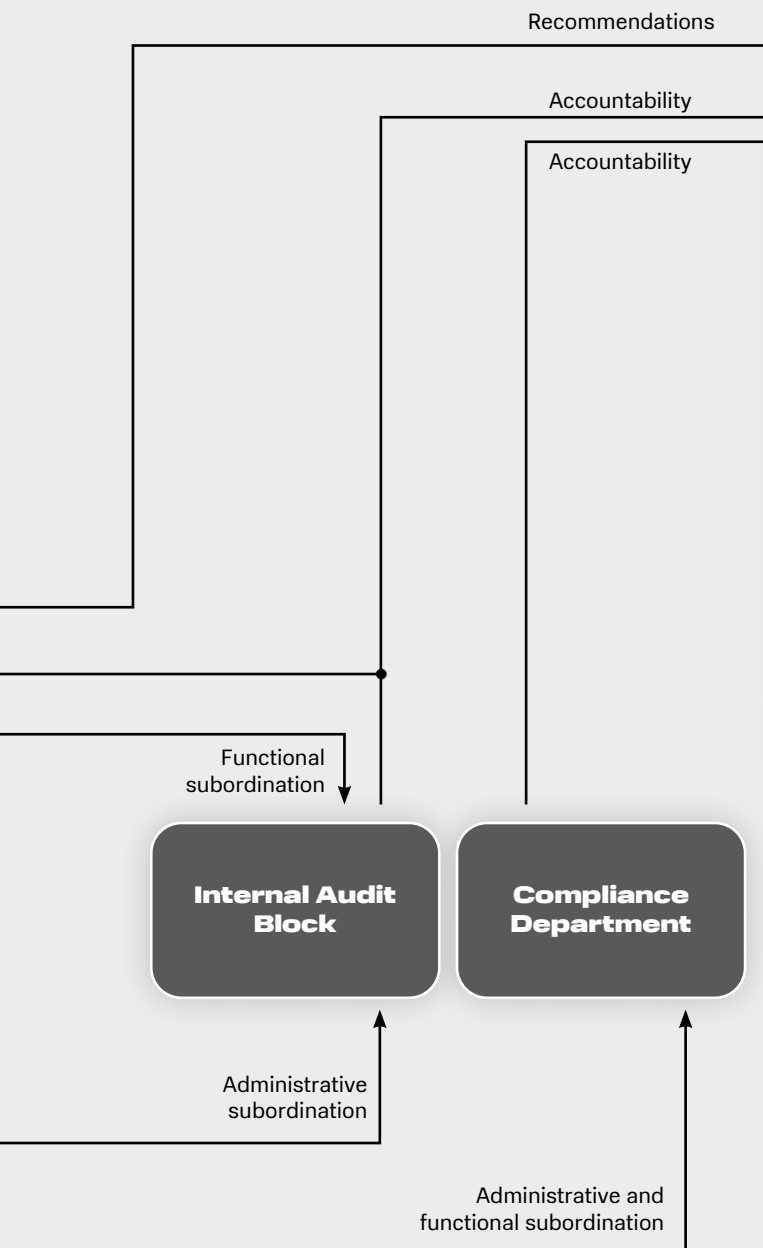 Recommendations
Accountability
Accountability
Functional
subordination
Internal Audit
Block
Compliance
Department
Administrative
subordination
Administrative and
functional subordination